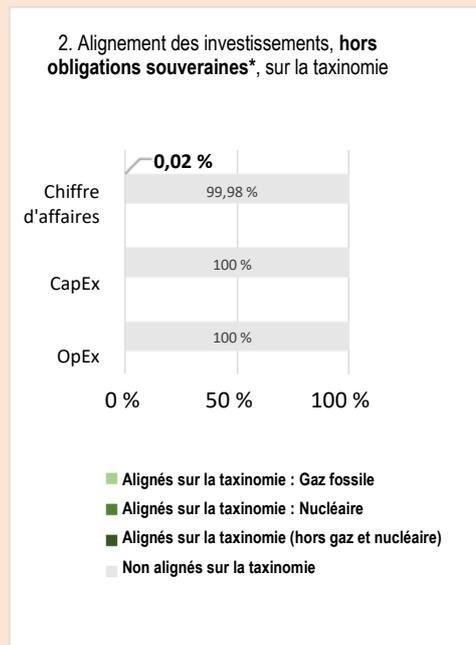 2. Alignement des investissements, hors
obligations souveraines*, sur la taxinomie
0,02 %
Chiffre
d'affaires
99,98 %
CapEx
100 %
OpEx
100 %
0 %
50 %
100 %
Alignés sur la taxinomie : Gaz fossile
Alignés sur la taxinomie : Nucléaire
Alignés sur la taxinomie (hors gaz et nucléaire)
Non alignés sur la taxinomie